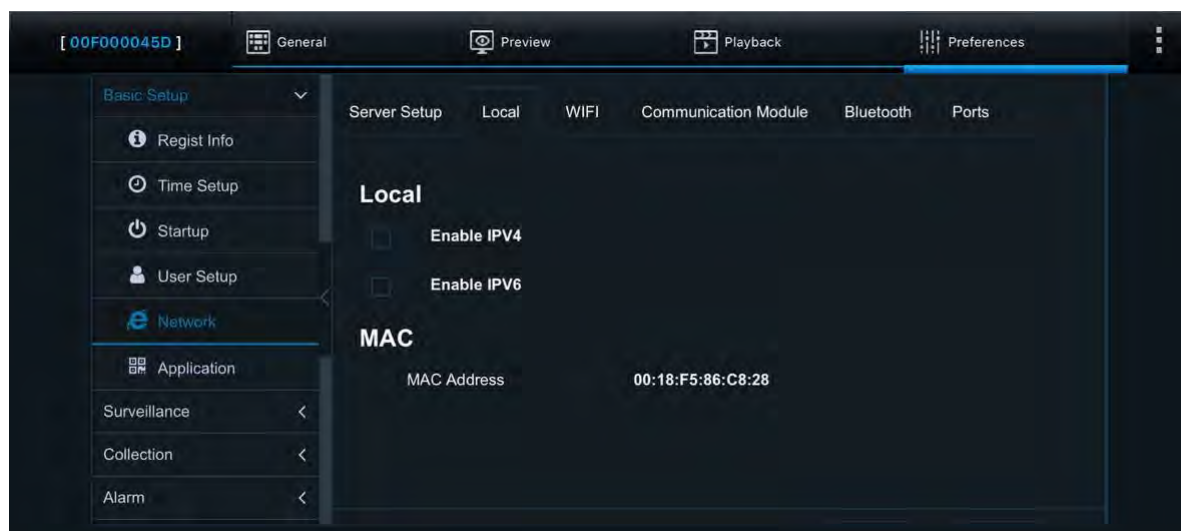 [ 00F000045D ] General Preview Playback Preferences
Basic Setup
Regist Info
Time Setup
Startup
User Setup
Network
Application
Surveillance
Collection
Alarm
Server Setup Local WIFI Communication Module Bluetooth Ports
Local
Enable IPV4
Enable IPV6
MAC
MAC Address 00:18:F5:86:C8:28